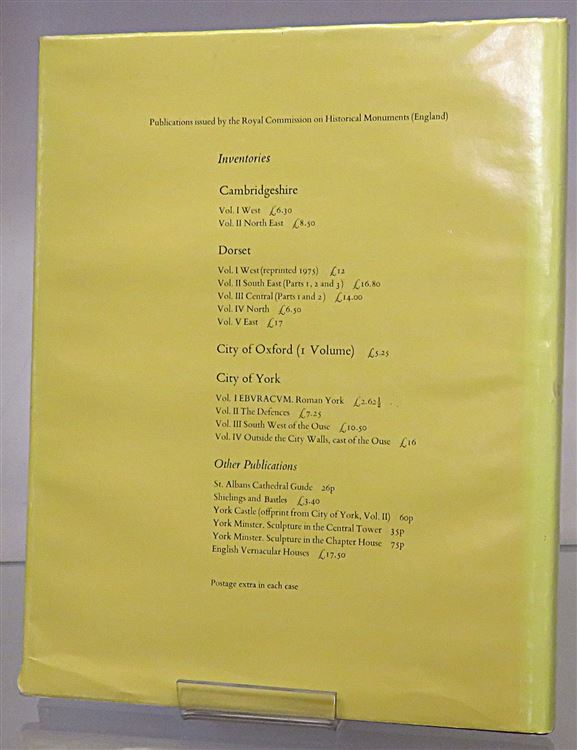 Publications issued by the Royal Commission on Historical Monuments (England)
Inventories
Cambridgeshire
Vol. I West £6.30
Vol. II North East £8.50
Dorset
Vol. I West (reprinted 1975) £12
Vol. II South East (Parts 1, 2 and 3) £16.80
Vol. III Central (Parts 1 and 2) £14.00
Vol. IV North £6.50
Vol. V East £17
City of Oxford (1 Volume) £5.25
City of York
Vol. I EBVRACVM. Roman York £2.62½
Vol. II The Defences £7.25
Vol. III South West of the Ouse £10.50
Vol. IV Outside the City Walls, east of the Ouse £16
Other Publications
St. Albans Cathedral Guide 26p
Shielings and Bastles £3.40
York Castle (offprint from City of York, Vol. II) 60p
York Minster. Sculpture in the Central Tower 35p
York Minster. Sculpture in the Chapter House 75p
English Vernacular Houses £17.50
Postage extra in each case